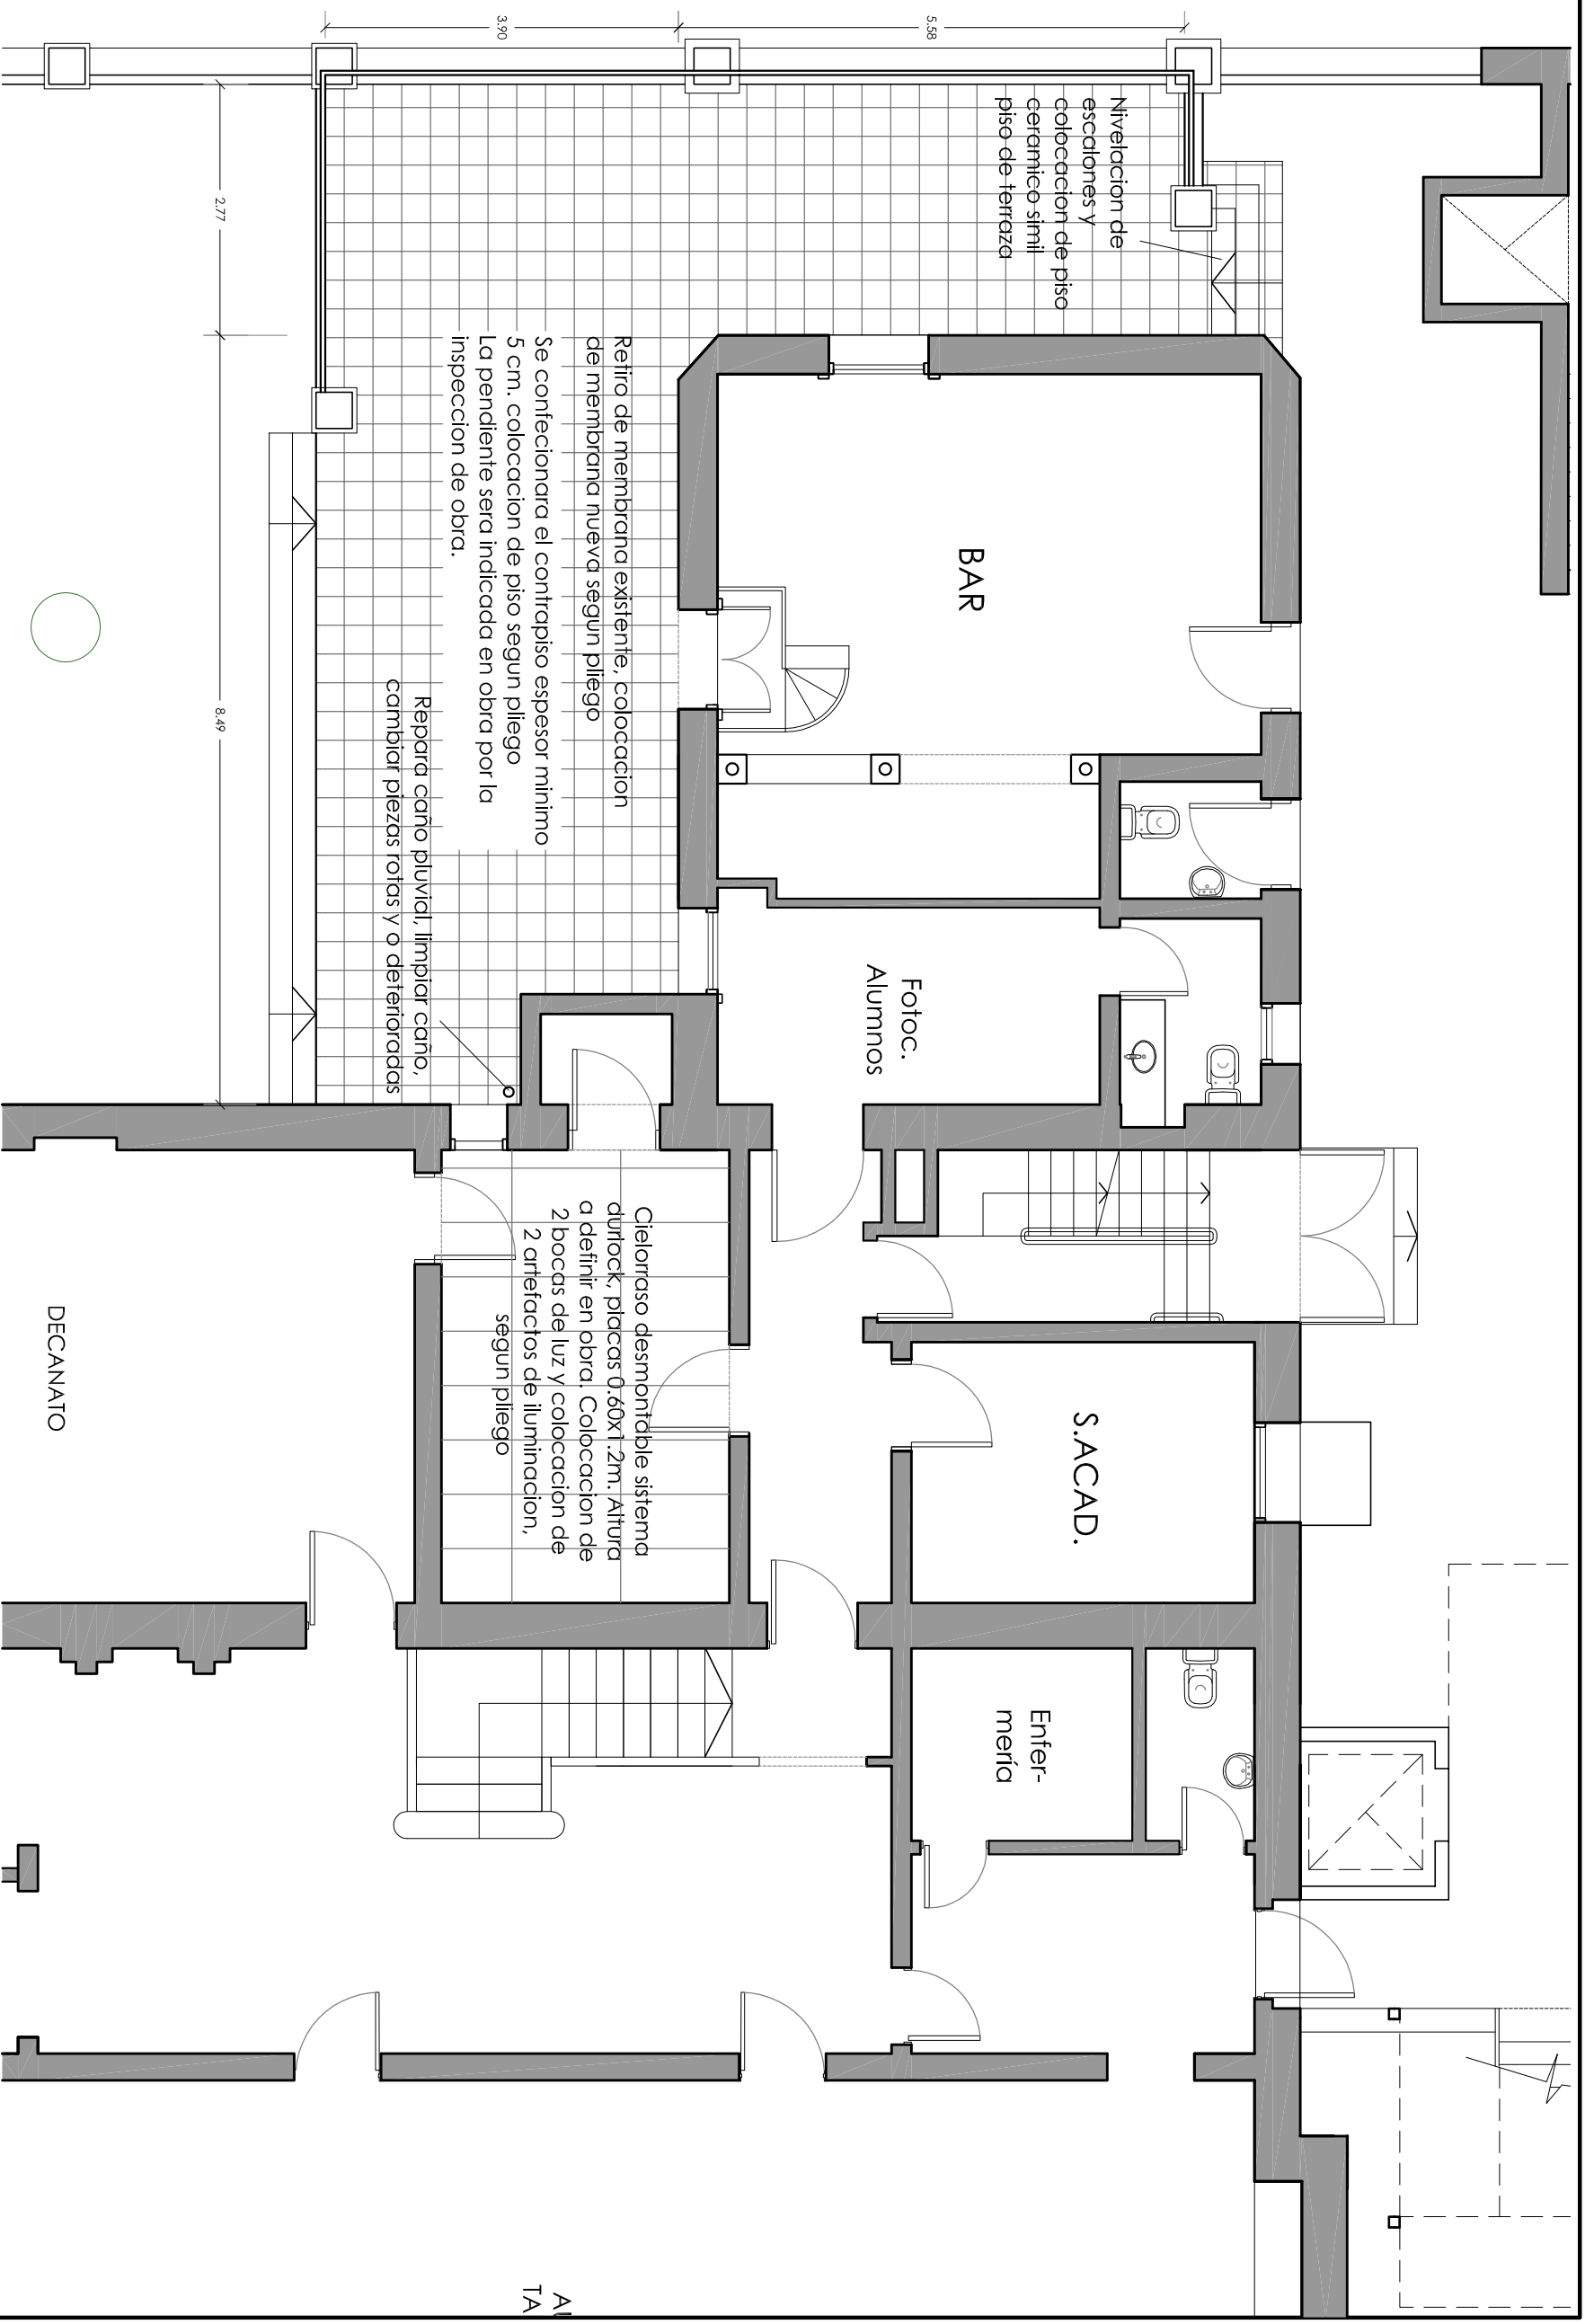 5.58
3.90
2.77
8.49
Nivelacion de
escalones y
colocacion de piso
ceramico simil
piso de terraza
BAR
Retiro de membrana existente, colocacion
de membrana nueva segun pliego
Se confecionara el contrapiso espesor minimo
5 cm. colocacion de piso segun pliego
La pendiente sera indicada en obra por la
inspeccion de obra.
Repara caño pluvial, limpiar caño,
cambiar piezas rotas y o deterioradas
Fotoc.
Alumnos
S.ACAD.
Cielorraso desmontable sistema
durlock, placas 0.60x1.2m. Altura
a definir en obra. Colocacion de
2 bocas de luz y colocacion de
2 artefactos de iluminacion,
segun pliego
DECANATO
Enfer-
mería
TA